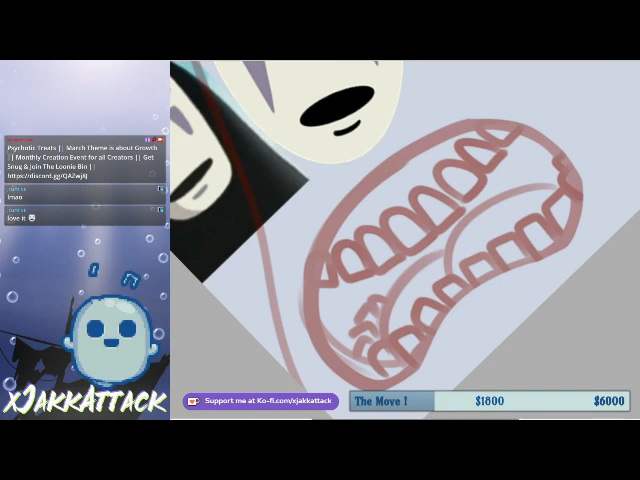 Psychotic Treats || March Theme is about Growth
|| Monthly Creation Event for all Creators || Get
Snug & Join The Loonie Bin ||
https://discord.gg/QAZwj8J
lmao
love it
xJakkAttack
Support me at Ko-fi.com/xjakkattack
The Move !
$1800
$6000